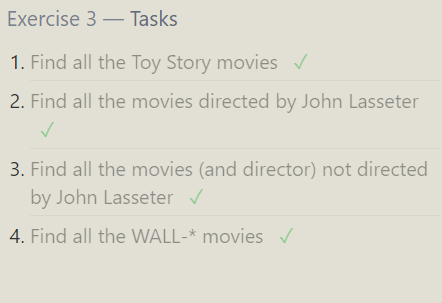 Exercise 3 — Tasks
1. Find all the Toy Story movies ✓
2. Find all the movies directed by John Lasseter
✓
3. Find all the movies (and director) not directed
by John Lasseter ✓
4. Find all the WALL-* movies ✓